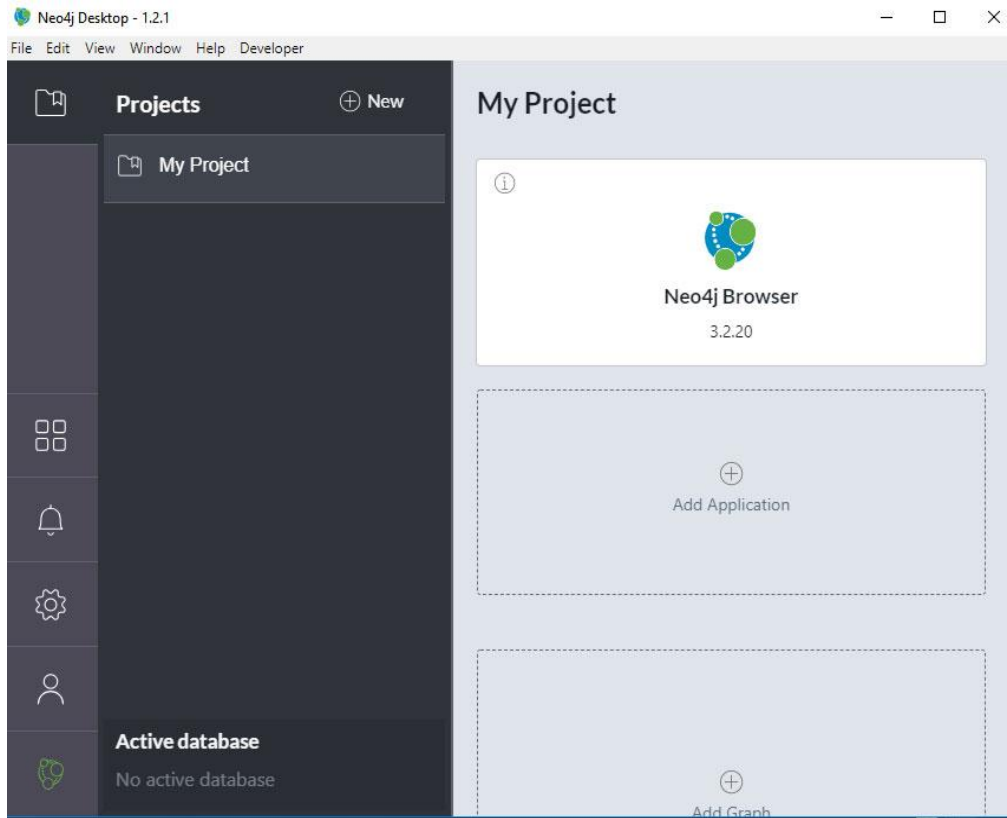 Neo4j Desktop - 1.2.1
File Edit View Window Help Developer
Projects
New
My Project
Active database
No active database
My Project
Neo4j Browser
3.2.20
Add Application
Add Graph